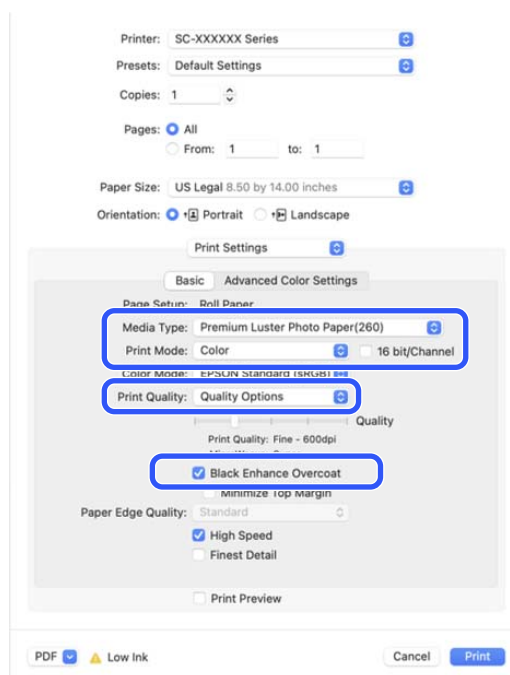 Printer: SC-XXXXXX Series
Presets: Default Settings
Copies: 1
Pages: All
From: 1 to: 1
Paper Size: US Legal 8.50 by 14.00 inches
Orientation: Portrait Landscape
Print Settings
Basic Advanced Color Settings
Page Setup: Roll Paper
Media Type: Premium Luster Photo Paper(260)
Print Mode: Color 16 bit/Channel
Color Mode: EPSON Standard (sRGB)
Print Quality: Quality Options
Quality
Print Quality: Fine - 600dpi
Black Enhance Overcoat
Minimize Top Margin
Paper Edge Quality: Standard
High Speed
Finest Detail
Print Preview
PDF Low Ink Cancel Print